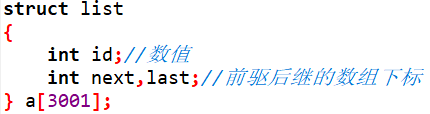 struct list
{
    int id;//数值
    int next,last;//前驱后继的数组下标
} a[3001];